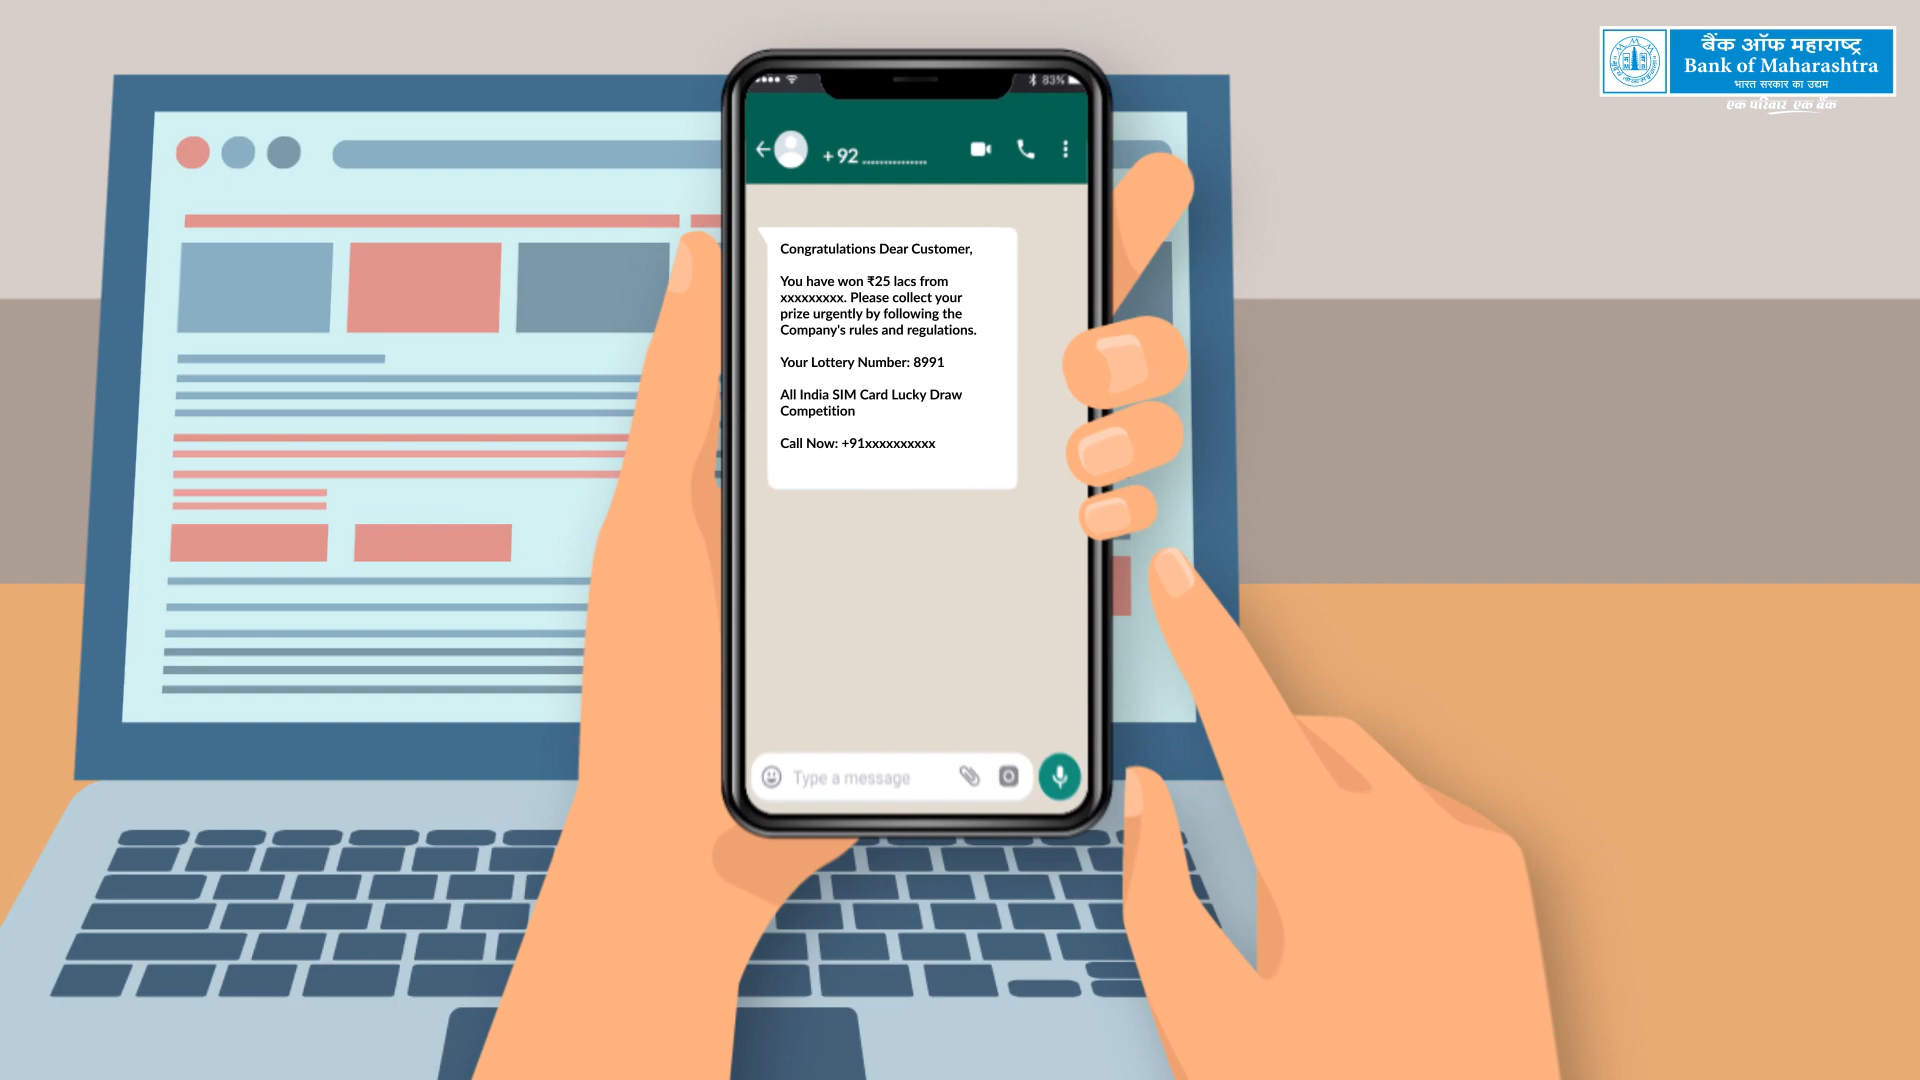 बैंक ऑफ महाराष्ट्र
Bank of Maharashtra
भारत सरकार का उद्यम
एक परिवार एक बैंक
83%
+92 ...............
Congratulations Dear Customer,
You have won ₹25 lacs from
xxxxxxxxx. Please collect your
prize urgently by following the
Company's rules and regulations.
Your Lottery Number: 8991
All India SIM Card Lucky Draw
Competition
Call Now: +91xxxxxxxxxx
Type a message